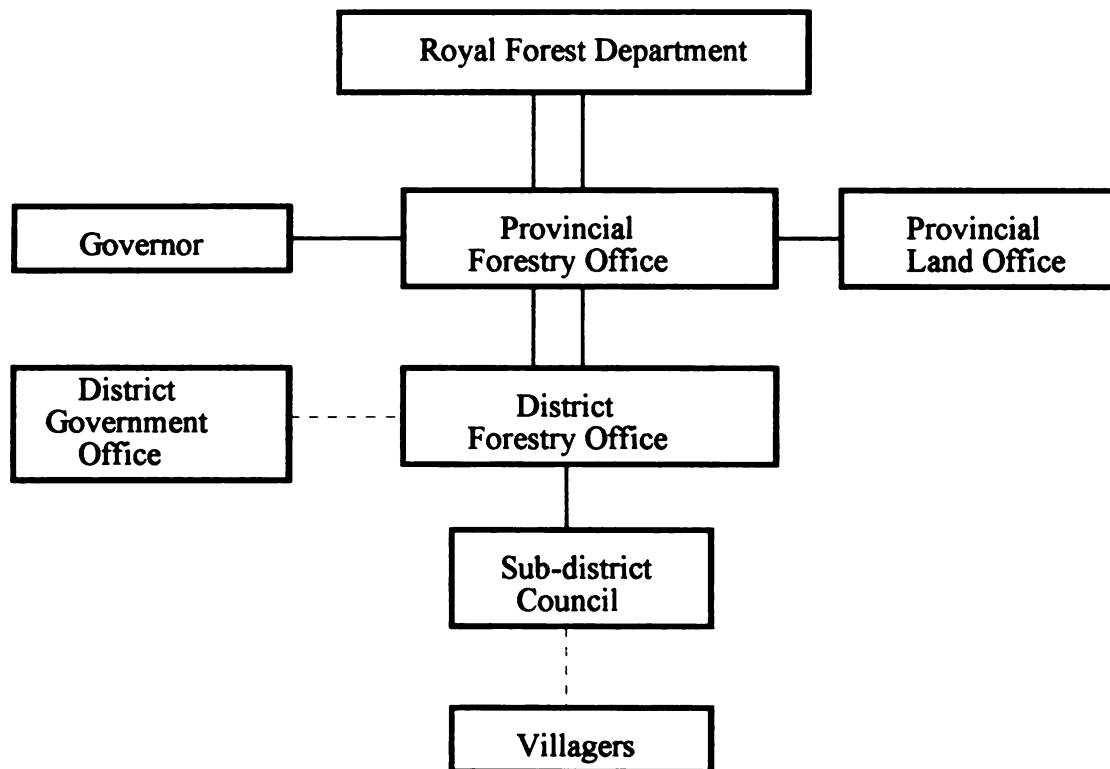 Royal Forest Department
Governor
Provincial
Forestry Office
Provincial
Land Office
District
Government
Office
District
Forestry Office
Sub-district
Council
Villagers